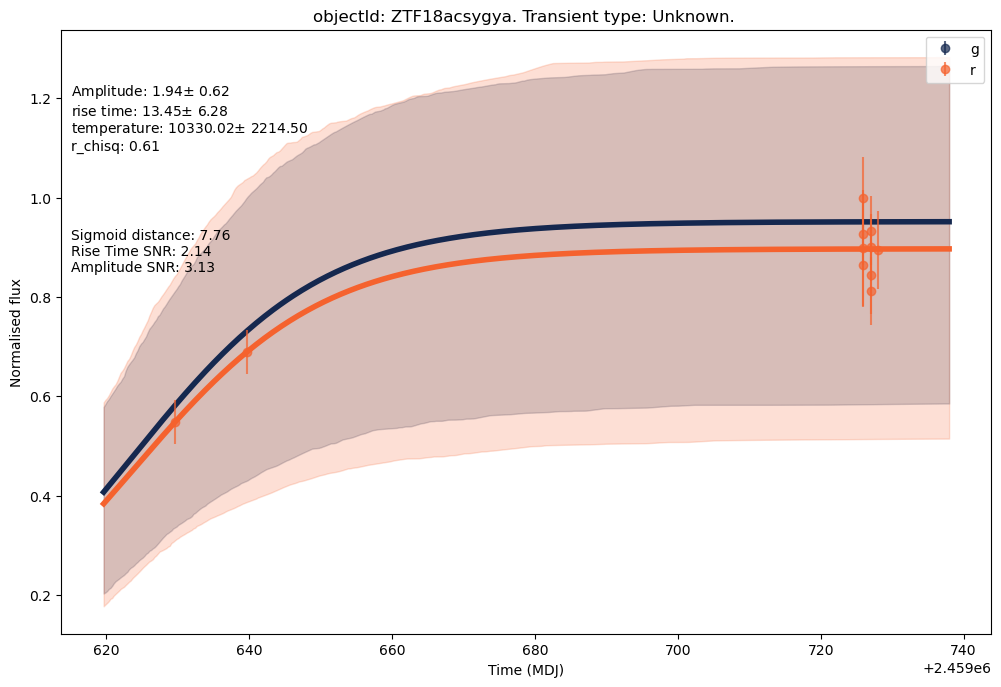 objectId: ZTF18acsygya. Transient type: Unknown.
g
r
Amplitude: 1.94± 0.62
rise time: 13.45± 6.28
temperature: 10330.02± 2214.50
r_chisq: 0.61
Sigmoid distance: 7.76
Rise Time SNR: 2.14
Amplitude SNR: 3.13
Normalised flux
1.2
1.0
0.8
0.6
0.4
0.2
620 640 660 680 700 720 740
Time (MDJ)
+2.459e6